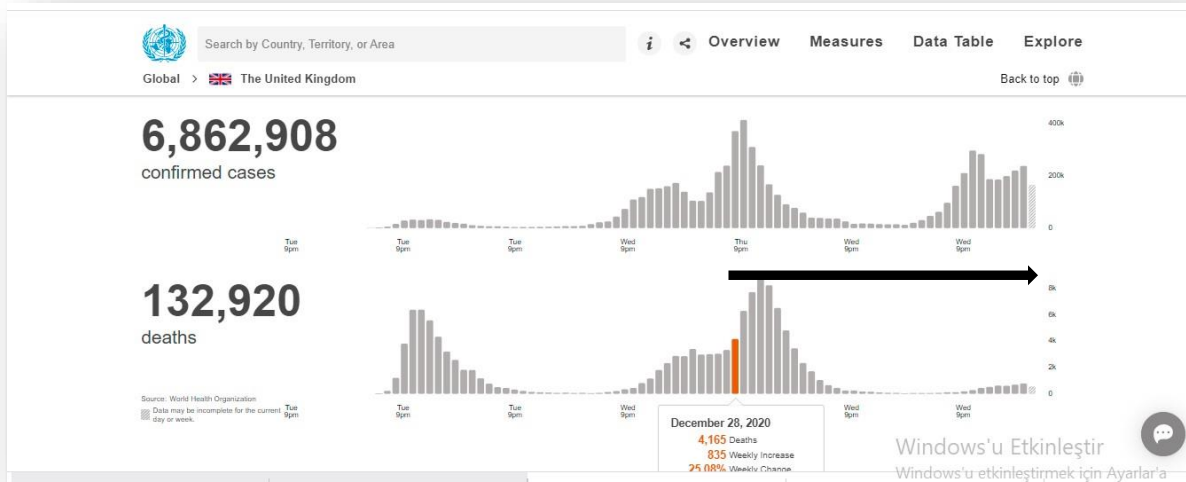 Search by Country, Territory, or Area
i
Overview Measures Data Table Explore
Global > The United Kingdom
Back to top
6,862,908
confirmed cases
400k
200k
0
Tue
9pm
Tue
9pm
Tue
9pm
Wed
9pm
Thu
9pm
Wed
9pm
Wed
9pm
132,920
deaths
8k
6k
4k
2k
0
Source: World Health Organization
Data may be incomplete for the current
day or week.
Tue
9pm
Tue
9pm
Tue
9pm
Wed
9pm
Wed
9pm
Wed
9pm
December 28, 2020
4,165 Deaths
835 Weekly Increase
25.08% Weekly Change
Windows'u Etkinleştir
Windows'u etkinleştirmek için Ayarlar'a